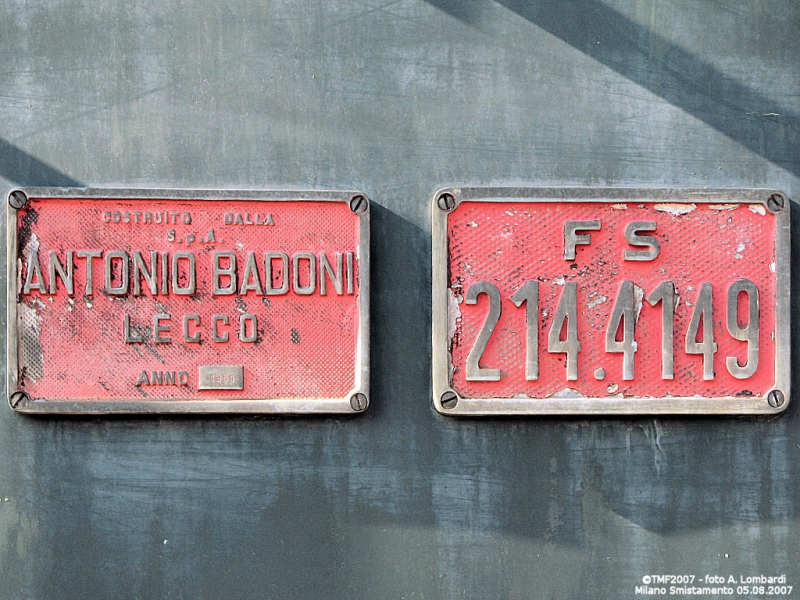 COSTRUITO DALLA
S.p.A.
ANTONIO BADONI
LECCO
ANNO
FS
214.4149
©TMF2007 - foto A. Lombardi
Milano Smistamento 05.08.2007